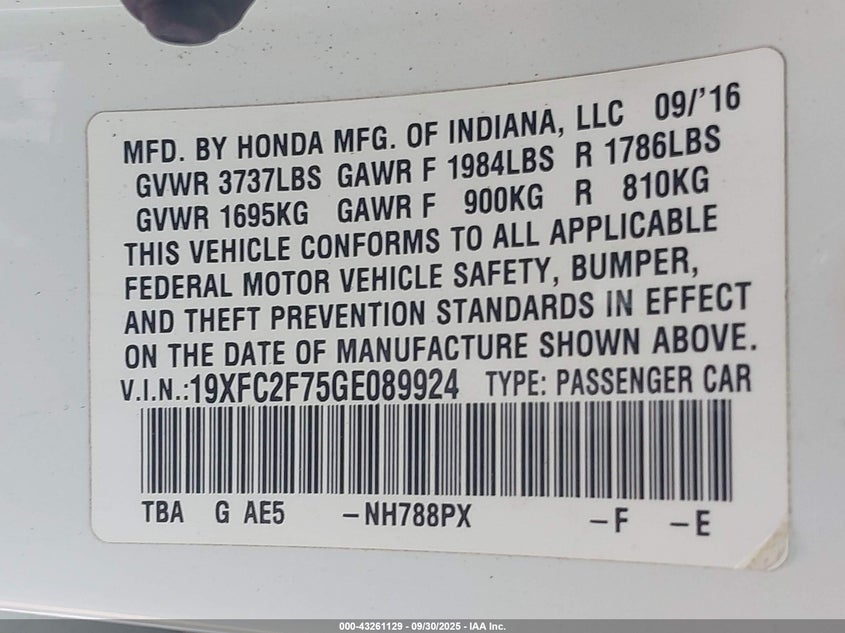 MFD. BY HONDA MFG. OF INDIANA, LLC 09/'16
GVWR 3737LBS GAWR F 1984LBS R 1786LBS
GVWR 1695KG GAWR F 900KG R 810KG
THIS VEHICLE CONFORMS TO ALL APPLICABLE
FEDERAL MOTOR VEHICLE SAFETY, BUMPER,
AND THEFT PREVENTION STANDARDS IN EFFECT
ON THE DATE OF MANUFACTURE SHOWN ABOVE.
V.I.N.:19XFC2F75GE089924 TYPE: PASSENGER CAR
TBA G AE5 –NH788PX –F –E
000-43261129 - 09/30/2025 - IAA Inc.